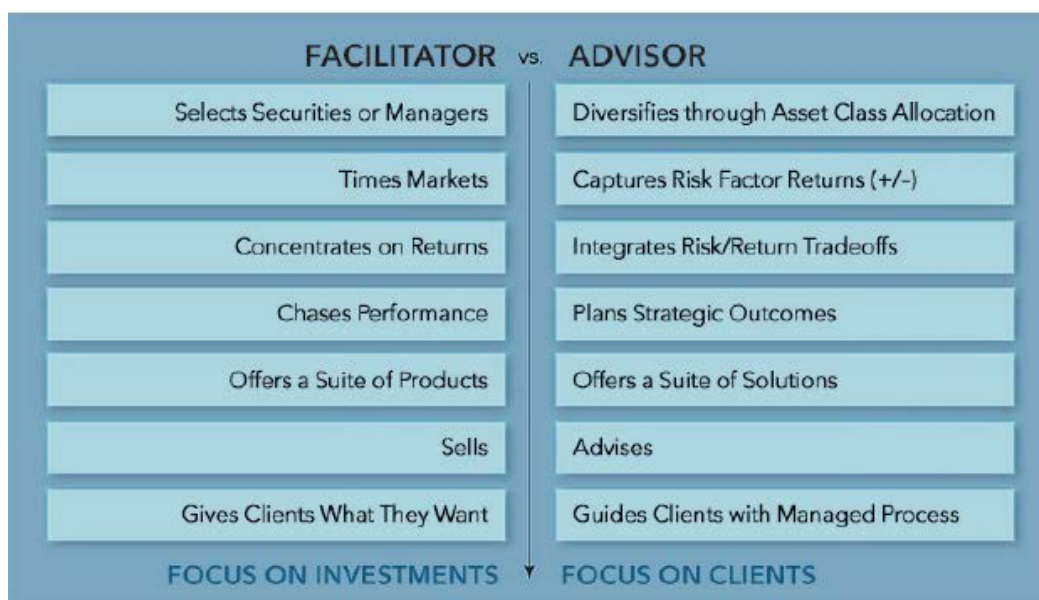 FACILITATOR vs. ADVISOR
Selects Securities or Managers
Diversifies through Asset Class Allocation
Times Markets
Captures Risk Factor Returns (+/-)
Concentrates on Returns
Integrates Risk/Return Tradeoffs
Chases Performance
Plans Strategic Outcomes
Offers a Suite of Products
Offers a Suite of Solutions
Sells
Advises
Gives Clients What They Want
Guides Clients with Managed Process
FOCUS ON INVESTMENTS
FOCUS ON CLIENTS